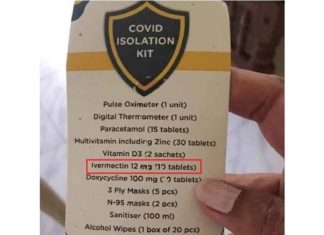 COVID
ISOLATION
KIT
Pulse Oximeter (1 unit)
Digital Thermometer (1 unit)
Paracetamol (15 tablets)
Multivitamin including Zinc (30 tablets)
Vitamin D3 (2 sachets)
Ivermectin 12 mg (10 tablets)
Doxycycline 100 mg ( tablets)
3 Ply Masks (5 pcs)
N-95 masks (2 pcs)
Sanitiser (100 ml)
Alcohol Wipes (1 box of 20 pcs)